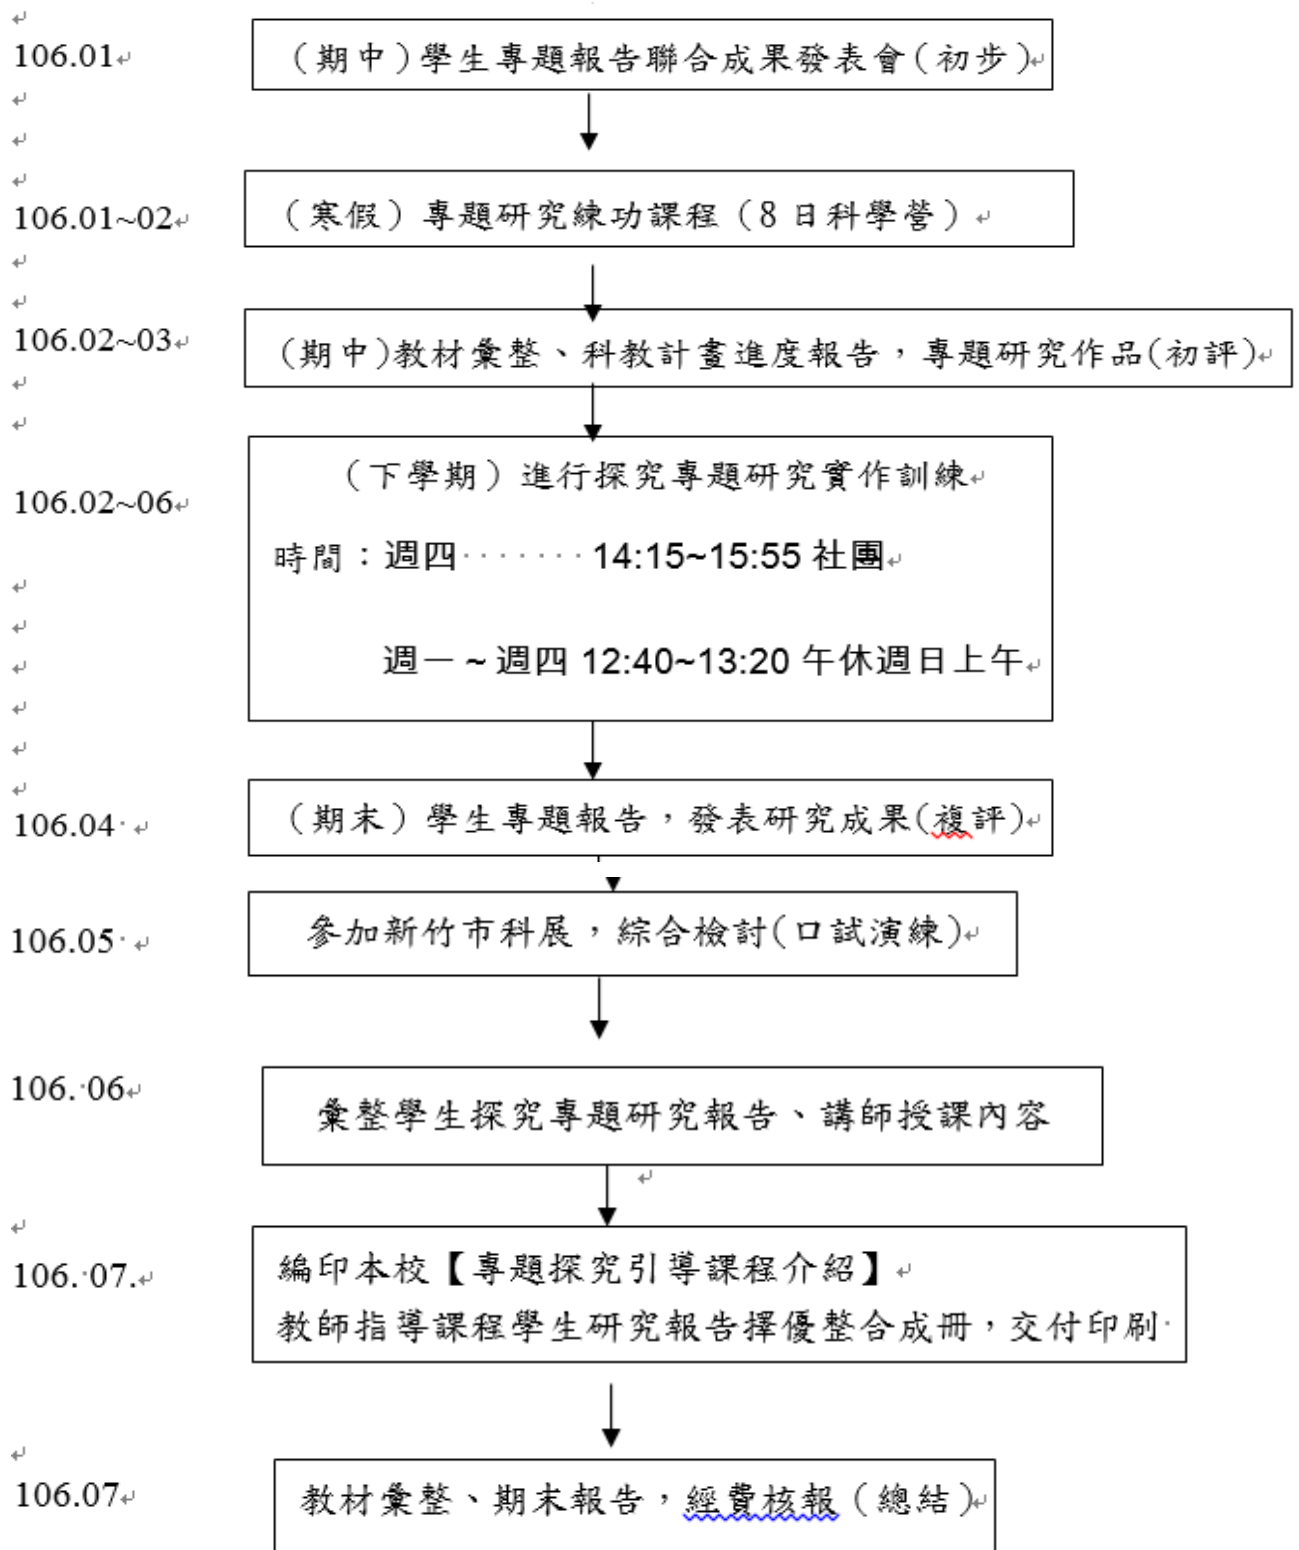 106.01
(期中)學生專題報告聯合成果發表會(初步)
106.01~02
(寒假)專題研究練功課程(8日科學營)
106.02~03
(期中)教材彙整、科教計畫進度報告，專題研究作品(初評)
106.02~06
(下學期)進行探究專題研究實作訓練
時間：週四·······14:15~15:55 社團
週一 ~ 週四 12:40~13:20 午休週日上午
106.04
(期末)學生專題報告，發表研究成果(複評)
106.05
參加新竹市科展，綜合檢討(口試演練)
106. 06
彙整學生探究專題研究報告、講師授課內容
106. 07.
編印本校【專題探究引導課程介紹】
教師指導課程學生研究報告擇優整合成冊，交付印刷
106.07
教材彙整、期末報告，經費核報(總結)